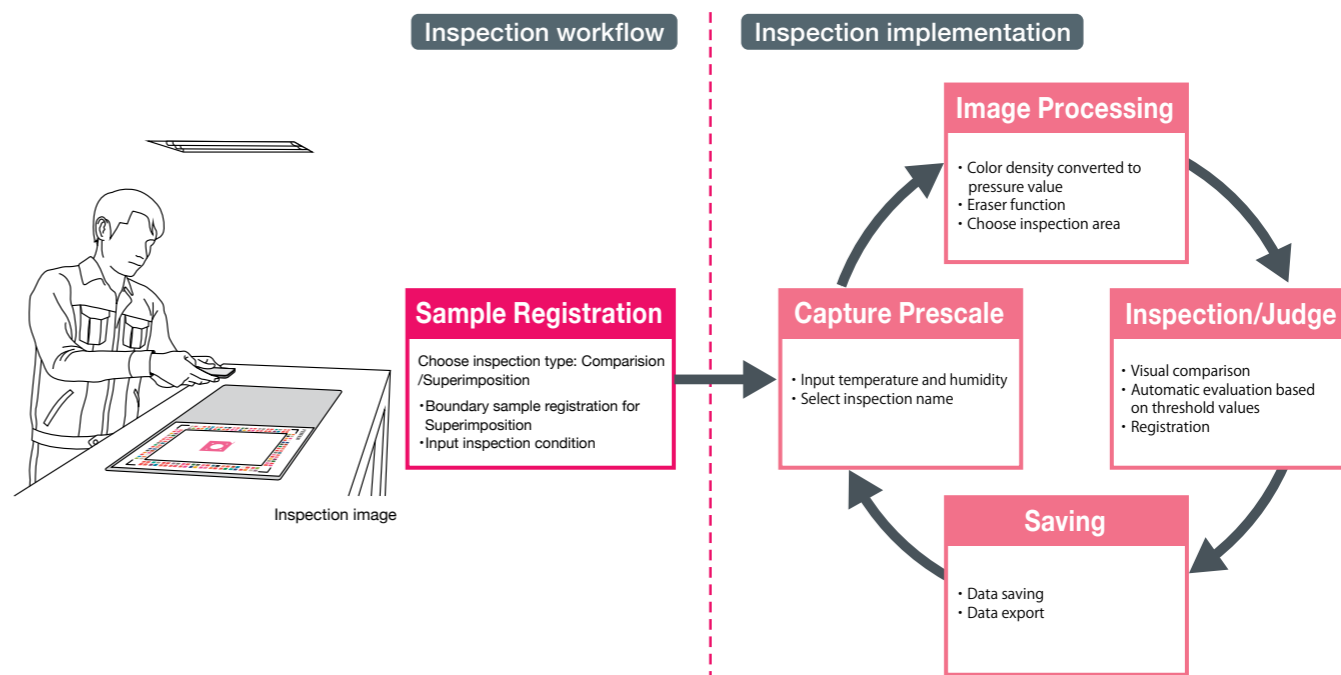 Inspection workflow
Inspection implementation
Inspection image
Sample Registration
Choose inspection type: Comparision
/Superimposition
・Boundary sample registration for
Superimposition
・Input inspection condition
Capture Prescale
・Input temperature and humidity
・Select inspection name
Image Processing
・Color density converted to
pressure value
・Eraser function
・Choose inspection area
Inspection/Judge
・Visual comparison
・Automatic evaluation based
on threshold values
・Registration
Saving
・Data saving
・Data export